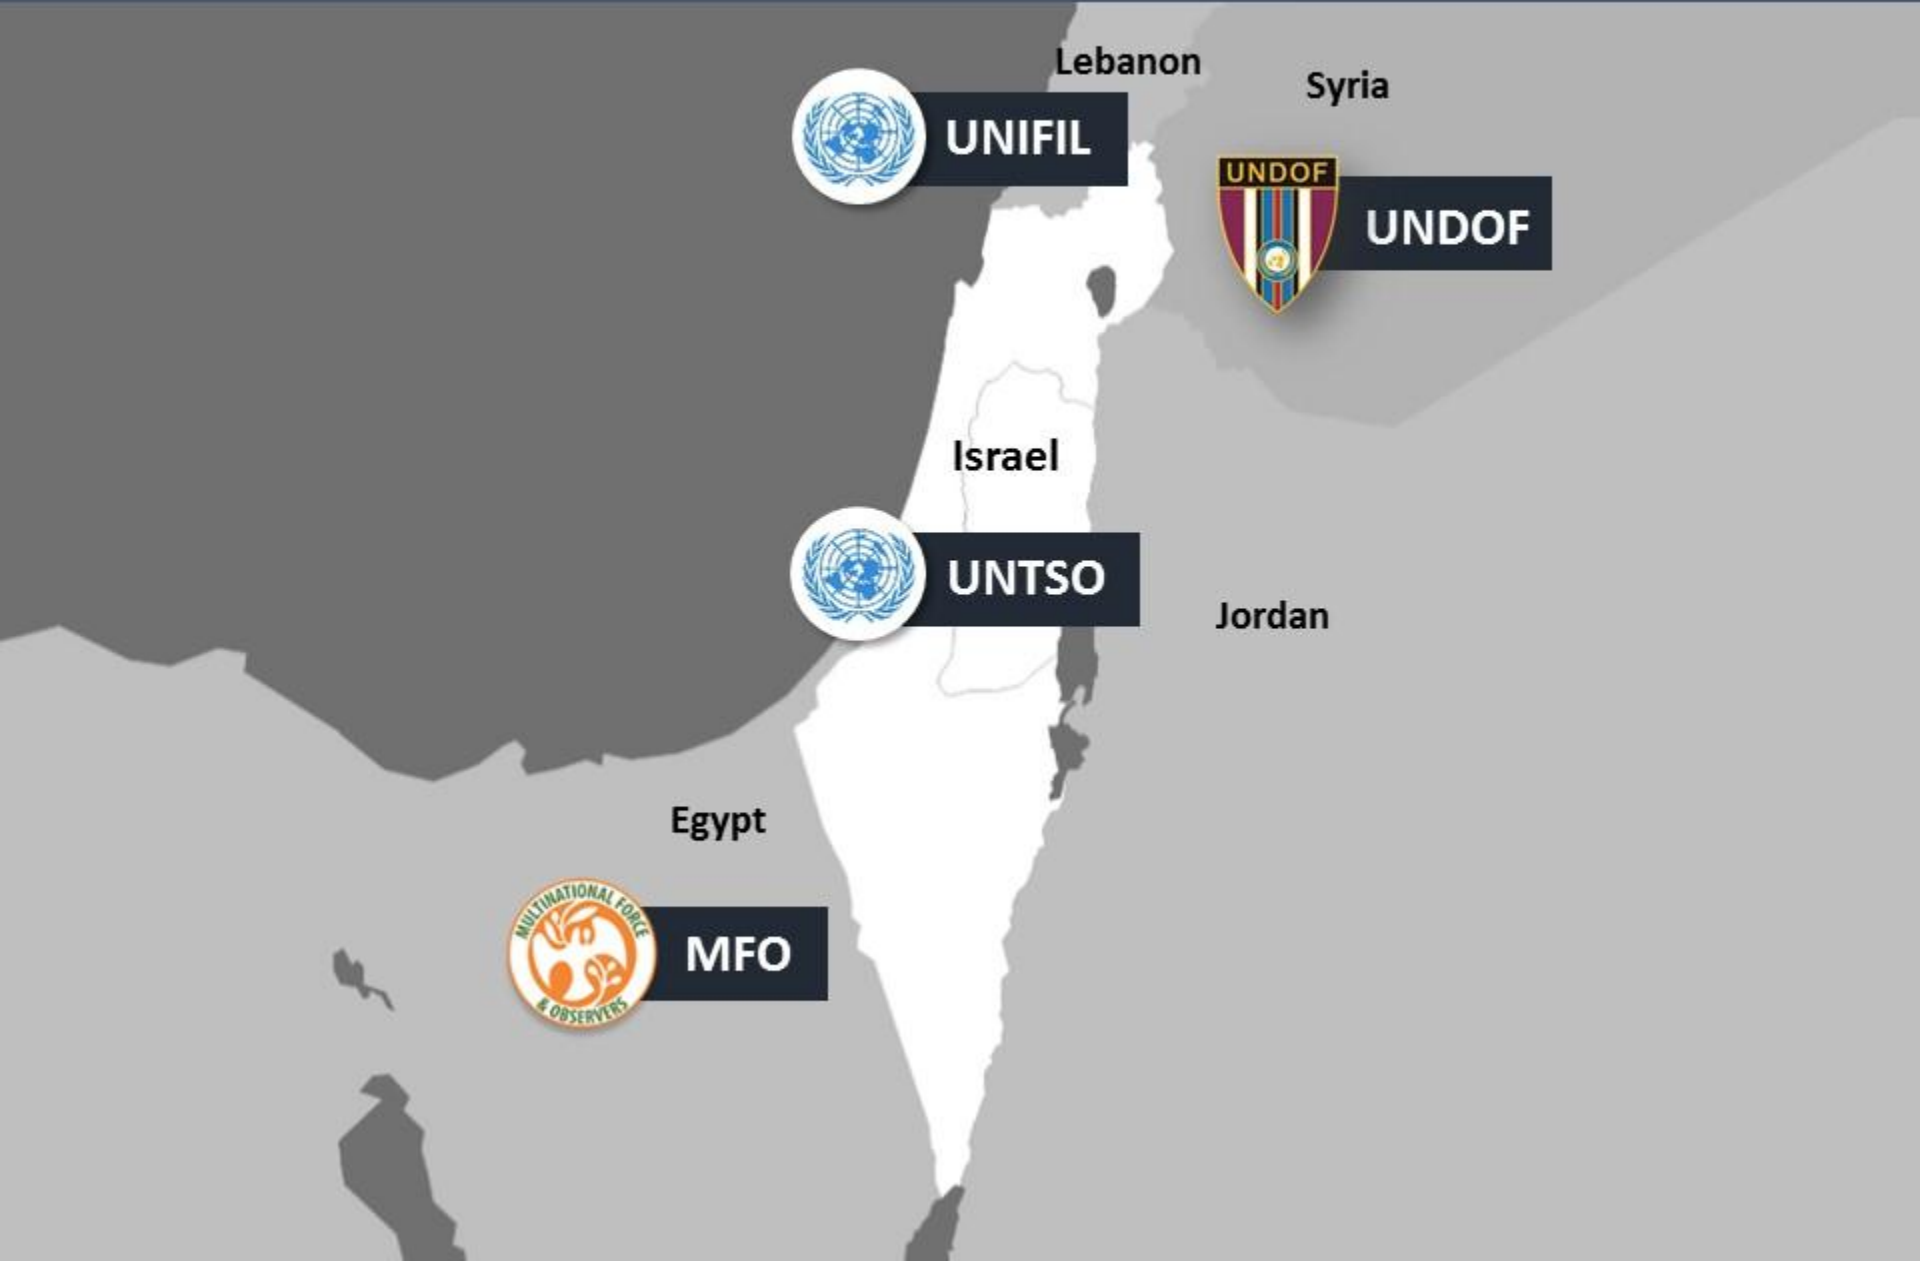 Lebanon
Syria
UNIFIL
UNDOF
UNDOF
Israel
UNTSO
Jordan
Egypt
MULTINATIONAL FORCE
& OBSERVERS
MFO